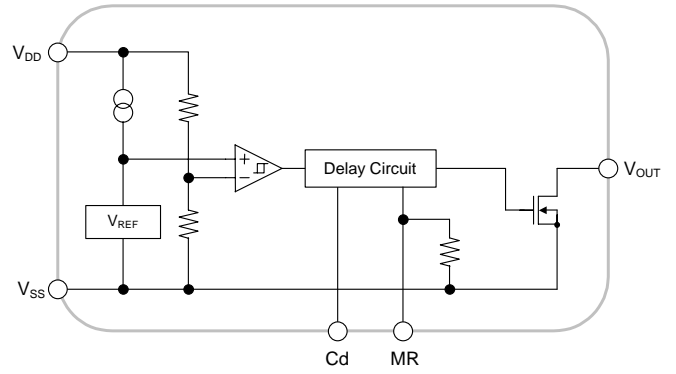 VDD
+
−
Delay Circuit
VREF
VOUT
VSS
Cd MR